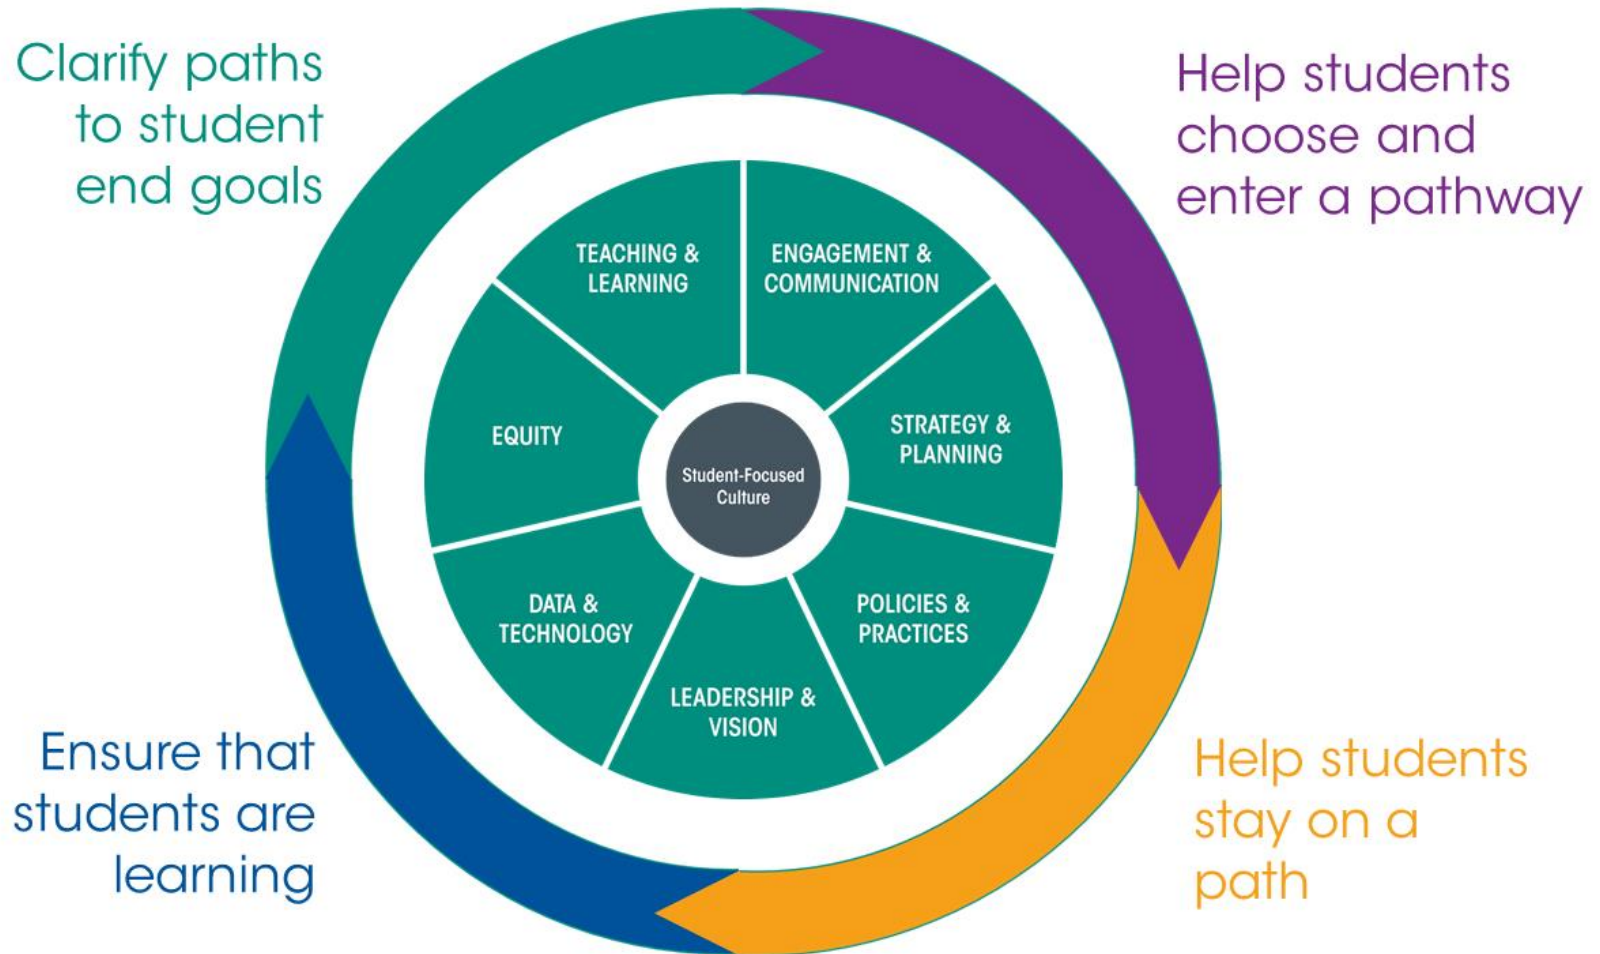 Clarify paths
to student
end goals
Help students
choose and
enter a pathway
TEACHING &
LEARNING
ENGAGEMENT &
COMMUNICATION
EQUITY
STRATEGY &
PLANNING
Student-Focused
Culture
DATA &
TECHNOLOGY
POLICIES &
PRACTICES
LEADERSHIP &
VISION
Ensure that
students are
learning
Help students
stay on a
path